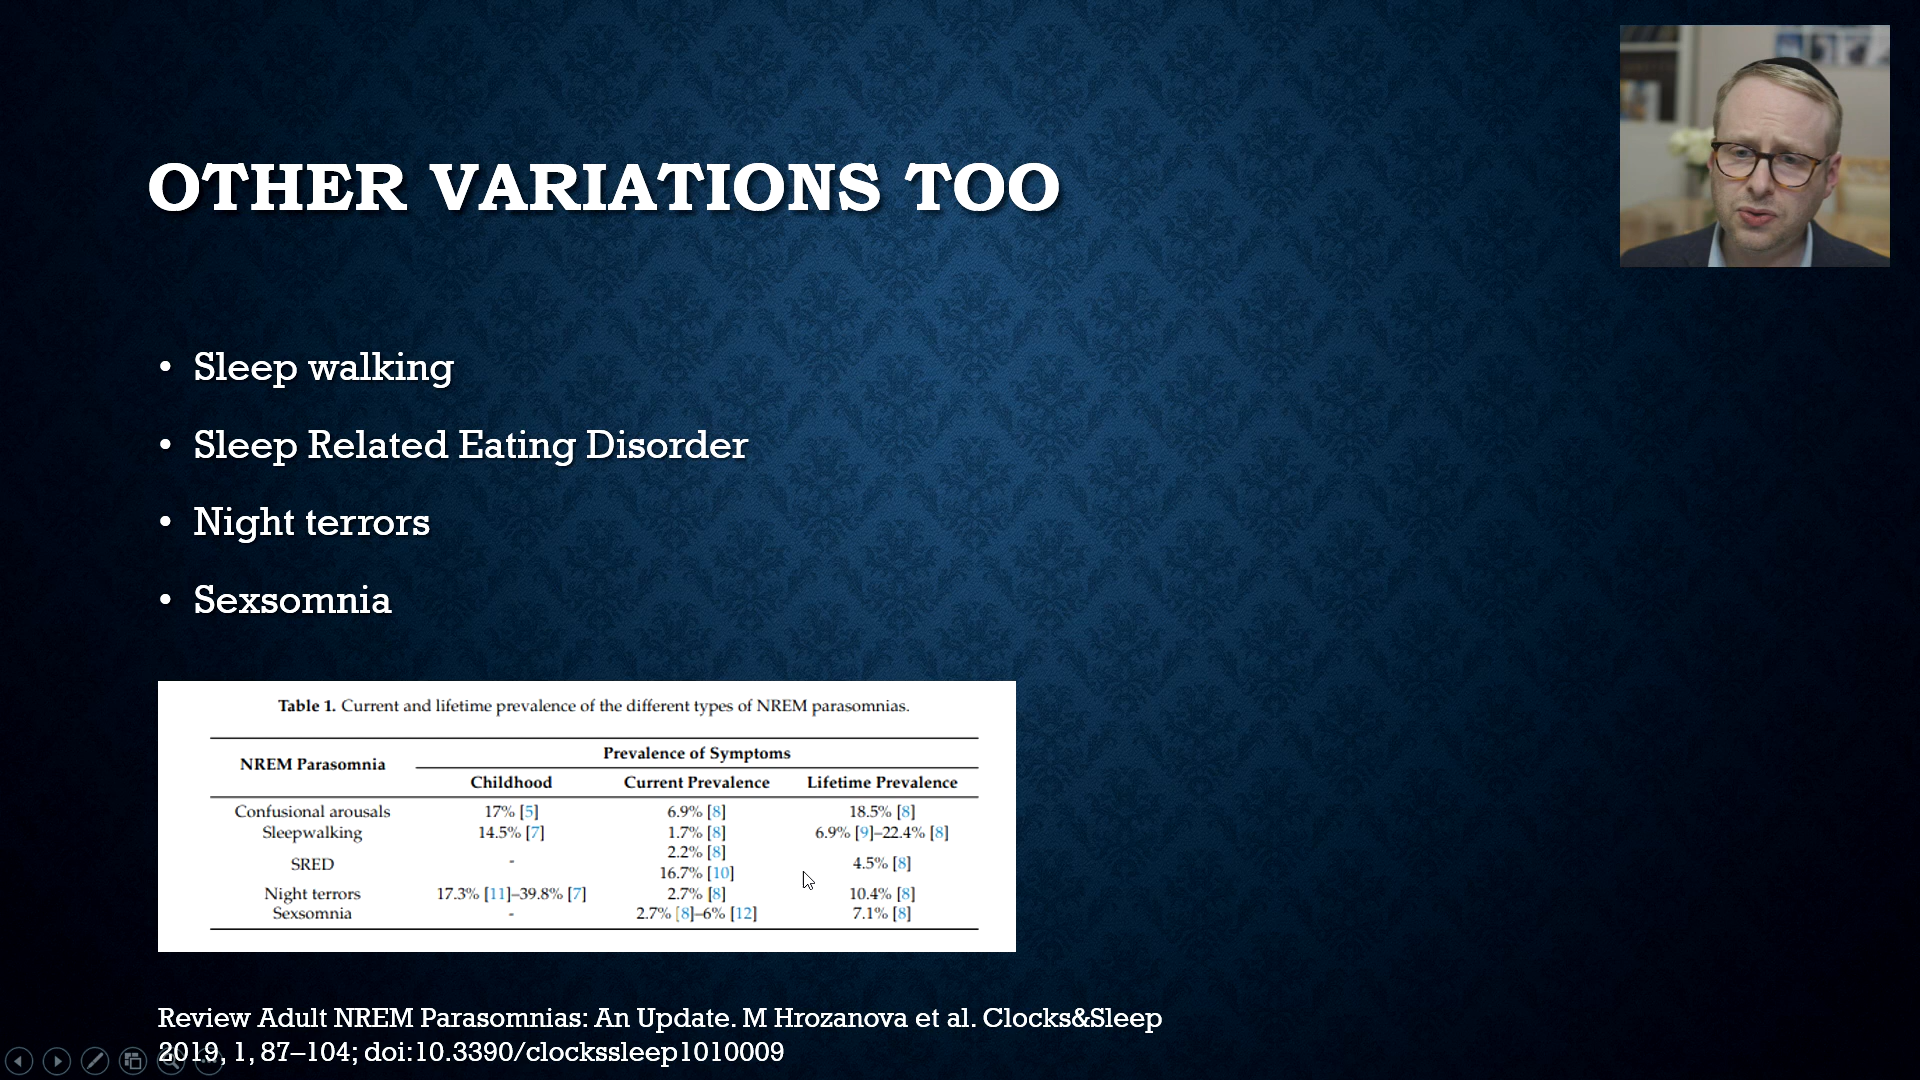 OTHER VARIATIONS TOO
• Sleep walking
• Sleep Related Eating Disorder
• Night terrors
• Sexsomnia
Table 1. Current and lifetime prevalence of the different types of NREM parasomnias.
NREM Parasomnia
Prevalence of Symptoms
Childhood Current Prevalence Lifetime Prevalence
Confusional arousals 17% [5] 6.9% [8] 18.5% [8]
Sleepwalking 14.5% [7] 1.7% [8] 6.9% [9]–22.4% [8]
SRED - 2.2% [8] 4.5% [8]
16.7% [10]
Night terrors 17.3% [11]–39.8% [7] 2.7% [8] 10.4% [8]
Sexsomnia - 2.7% [8]–6% [12] 7.1% [8]
Review Adult NREM Parasomnias: An Update. M Hrozanova et al. Clocks&Sleep
2019, 1, 87–104; doi:10.3390/clockssleep1010009